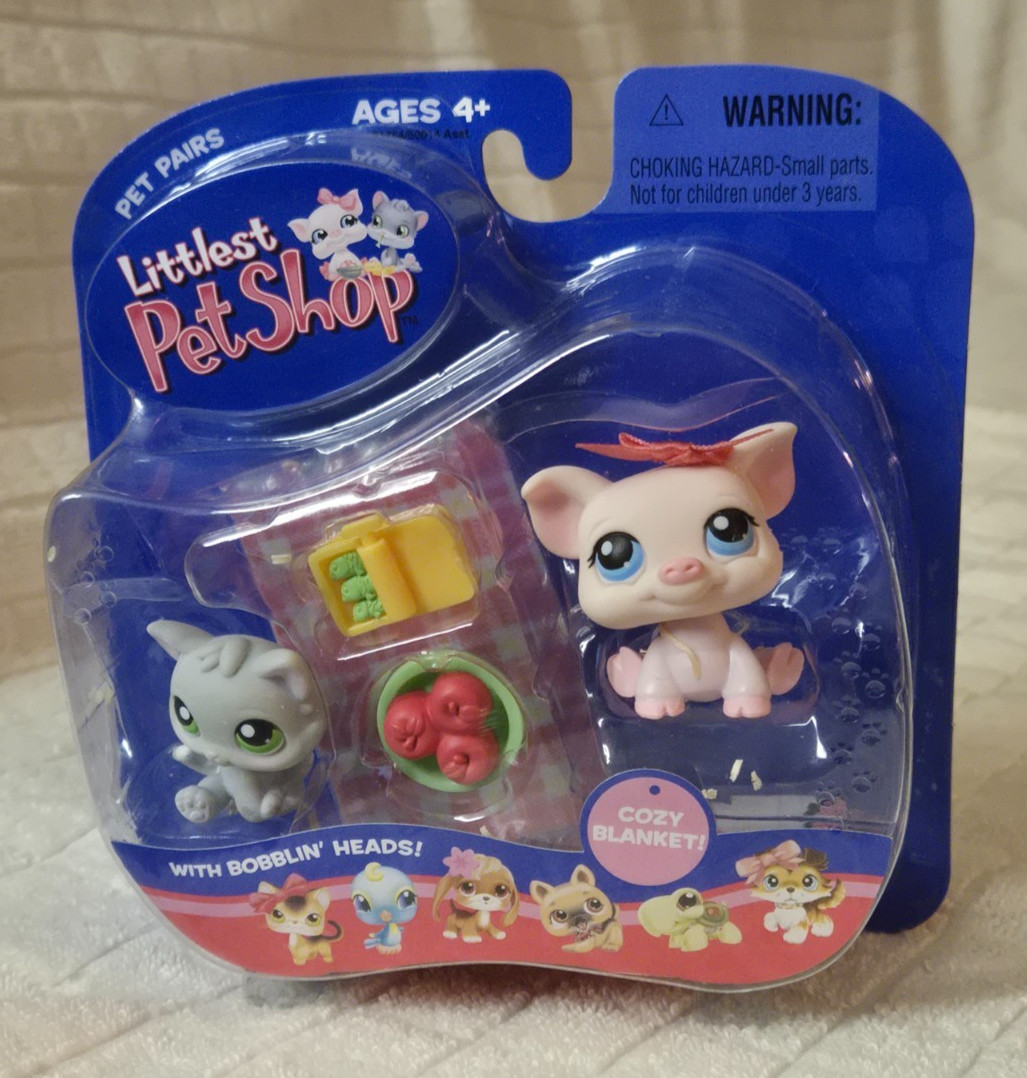 AGES 4+
PET PAIRS
Littlest
PetShop™
WARNING:
CHOKING HAZARD-Small parts.
Not for children under 3 years.
COZY
BLANKET!
WITH BOBBLIN' HEADS!